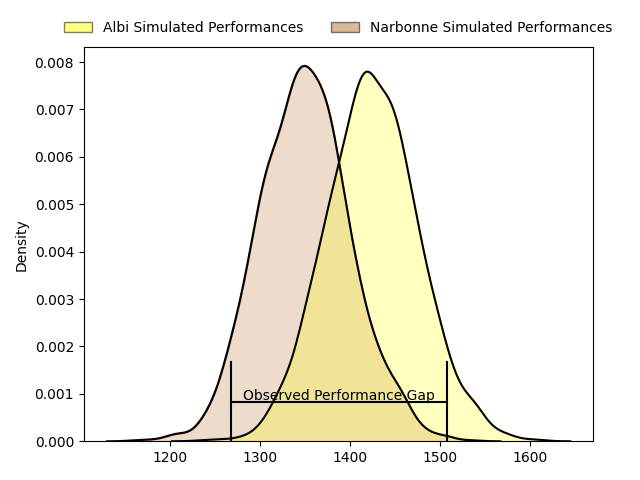 Albi Simulated Performances Narbonne Simulated Performances
0.008
0.007
0.006
0.005
0.004
0.003
0.002
0.001
0.000
Density
Observed Performance Gap
1200 1300 1400 1500 1600